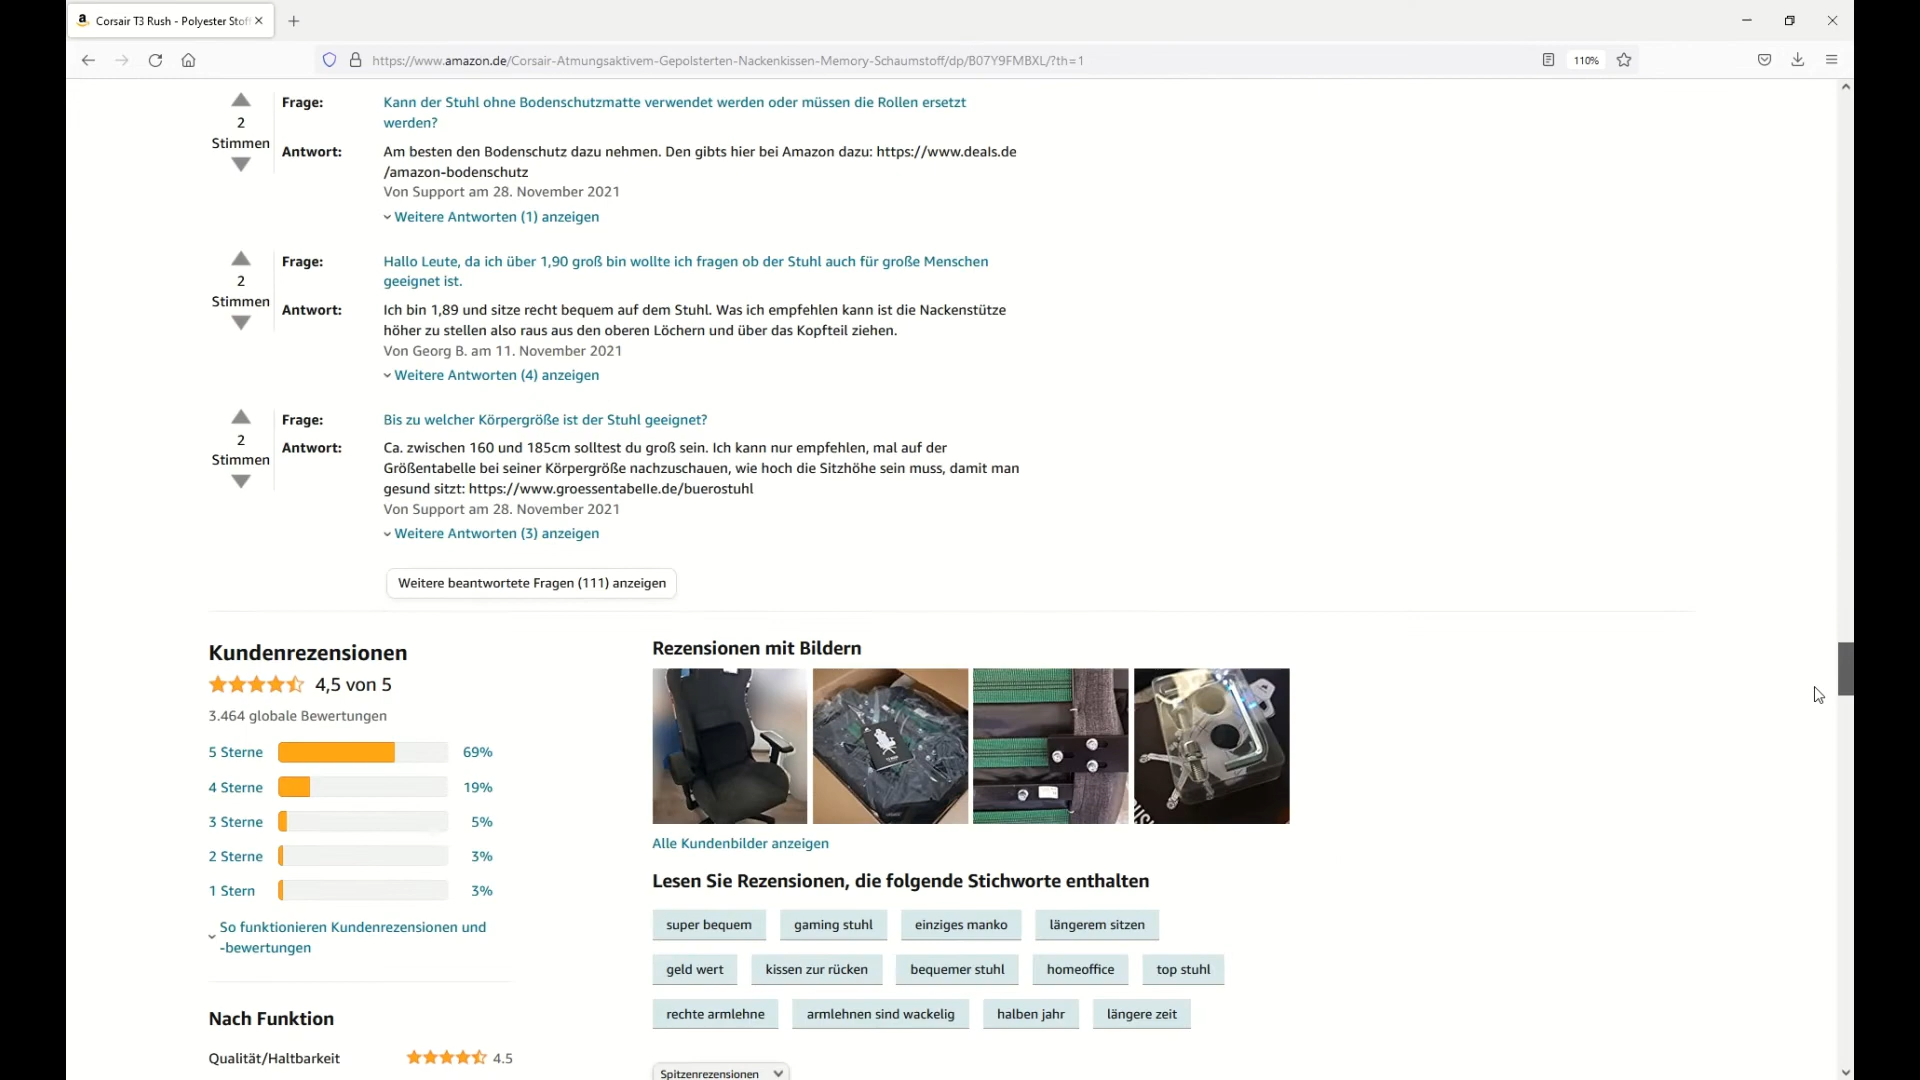 Corsair T3 Rush - Polyester Stoff
https://www.amazon.de/Corsair-Atmungsaktivem-Gepolsterten-Nackenkissen-Memory-Schaumstoff/dp/B07Y9FMBXL/?th=1
110%
2
Stimmen
Frage:
Kann der Stuhl ohne Bodenschutzmatte verwendet werden oder müssen die Rollen ersetzt
werden?
Antwort:
Am besten den Bodenschutz dazu nehmen. Den gibts hier bei Amazon dazu: https://www.deals.de
/amazon-bodenschutz
Von Support am 28. November 2021
Weitere Antworten (1) anzeigen
2
Stimmen
Frage:
Hallo Leute, da ich über 1,90 groß bin wollte ich fragen ob der Stuhl auch für große Menschen
geeignet ist.
Antwort:
Ich bin 1,89 und sitze recht bequem auf dem Stuhl. Was ich empfehlen kann ist die Nackenstütze
höher zu stellen also raus aus den oberen Löchern und über das Kopfteil ziehen.
Von Georg B. am 11. November 2021
Weitere Antworten (4) anzeigen
2
Stimmen
Frage:
Bis zu welcher Körpergröße ist der Stuhl geeignet?
Antwort:
Ca. zwischen 160 und 185cm solltest du groß sein. Ich kann nur empfehlen, mal auf der
Größentabelle bei seiner Körpergröße nachzuschauen, wie hoch die Sitzhöhe sein muss, damit man
gesund sitzt: https://www.groessentabelle.de/buerostuhl
Von Support am 28. November 2021
Weitere Antworten (3) anzeigen
Weitere beantwortete Fragen (111) anzeigen
Kundenrezensionen
4,5 von 5
3.464 globale Bewertungen
5 Sterne 69%
4 Sterne 19%
3 Sterne 5%
2 Sterne 3%
1 Stern 3%
So funktionieren Kundenrezensionen und
-bewertungen
Nach Funktion
Qualität/Haltbarkeit 4.5
Rezensionen mit Bildern
Alle Kundenbilder anzeigen
Lesen Sie Rezensionen, die folgende Stichworte enthalten
super bequem gaming stuhl einziges manko längerem sitzen
geld wert kissen zur rücken bequemer stuhl homeoffice top stuhl
rechte armlehne armlehnen sind wackelig halben jahr längere zeit
Spitzenrezensionen